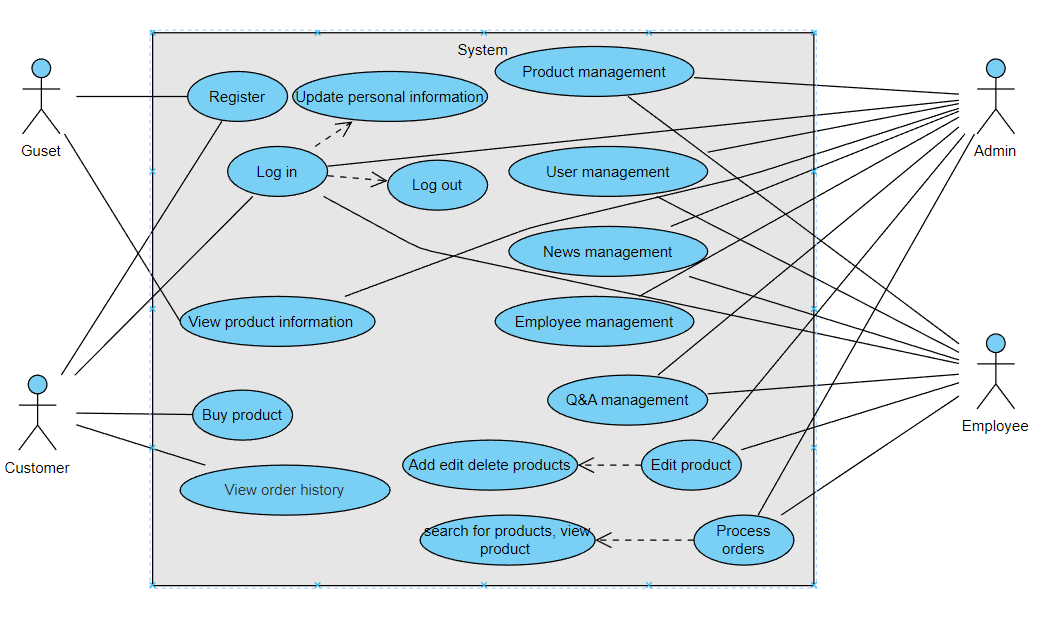 System
Product management
Register
Update personal information
Guset
Admin
Log in
User management
Log out
News management
View product information
Employee management
Q&A management
Buy product
Employee
Customer
Add edit delete products
Edit product
View order history
search for products, view
product
Process
orders